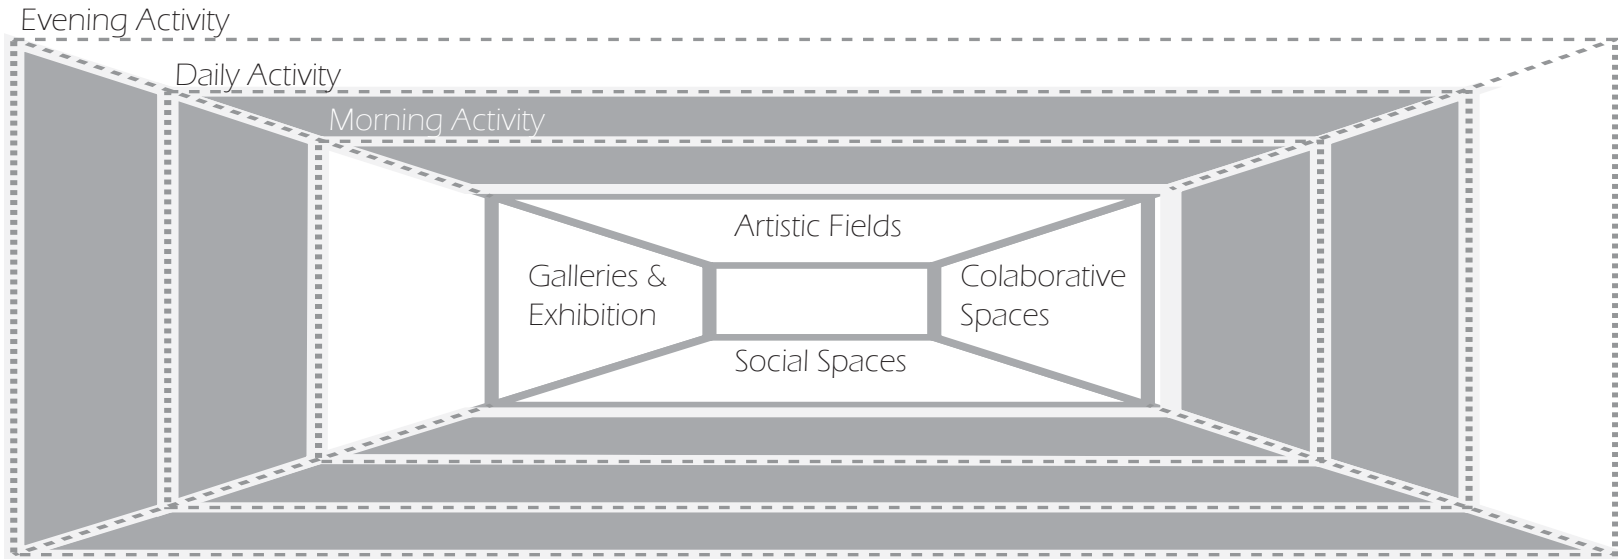 Evening Activity
Daily Activity
Morning Activity
Artistic Fields
Galleries &
Exhibition
Colaborative
Spaces
Social Spaces